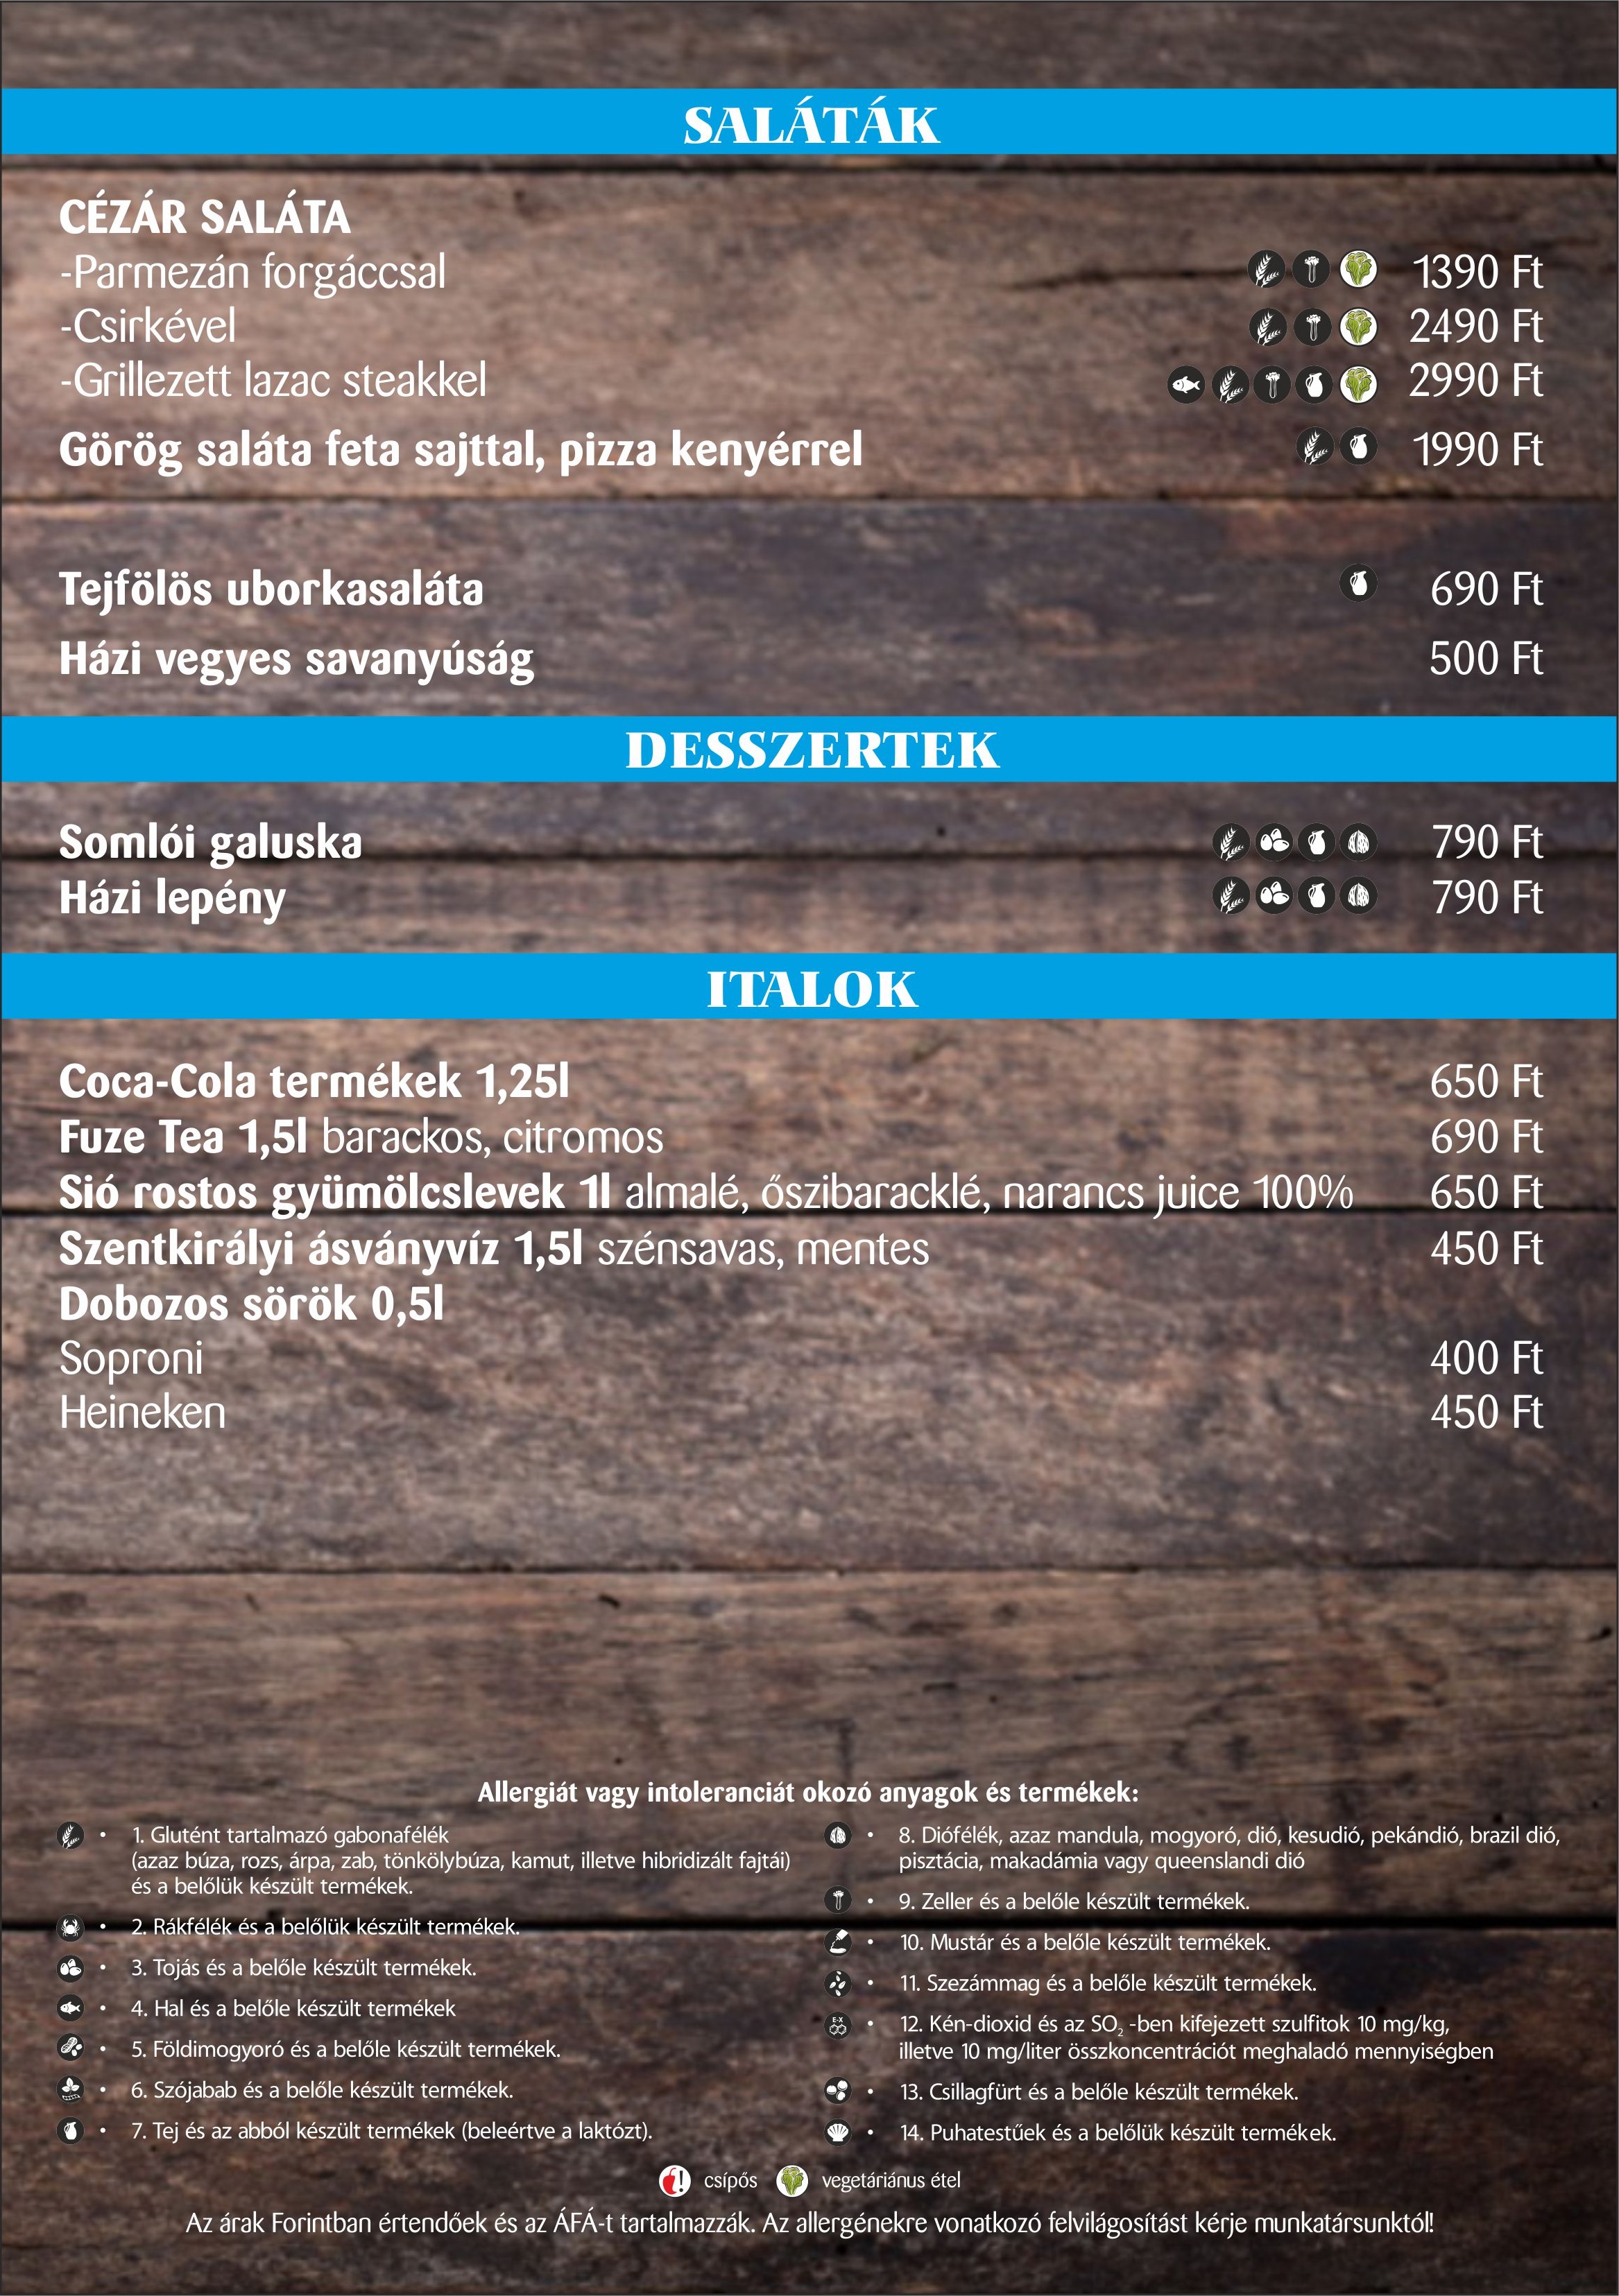 SALÁTÁK
CÉZÁR SALÁTA
-Parmezán forgáccsal 1390 Ft
-Csirkével 2490 Ft
-Grillezett lazac steakkel 2990 Ft
Görög saláta feta sajttal, pizza kenyérrel 1990 Ft
Tejfölös uborkasaláta 690 Ft
Házi vegyes savanyúság 500 Ft
DESSZERTEK
Somlói galuska 790 Ft
Házi lepény 790 Ft
ITALOK
Coca-Cola termékek 1,25l 650 Ft
Fuze Tea 1,5l barackos, citromos 690 Ft
Sió rostos gyümölcslevek 1l almalé, őszibaracklé, narancs juice 100% 650 Ft
Szentkirályi ásványvíz 1,5l szénsavas, mentes 450 Ft
Dobozos sörök 0,5l
Soproni 400 Ft
Heineken 450 Ft
Allergiát vagy intoleranciát okozó anyagok és termékek:
• 1. Glutént tartalmazó gabonafélék
(azaz búza, rozs, árpa, zab, tönkölybúza, kamut, illetve hibridizált fajtái)
és a belőlük készült termékek.
• 2. Rákfélék és a belőlük készült termékek.
• 3. Tojás és a belőle készült termékek.
• 4. Hal és a belőle készült termékek
• 5. Földimogyoró és a belőle készült termékek.
• 6. Szójabab és a belőle készült termékek.
• 7. Tej és az abból készült termékek (beleértve a laktózt).
• 8. Diófélék, azaz mandula, mogyoró, dió, kesudió, pekándió, brazil dió,
pisztácia, makadámia vagy queenslandi dió
• 9. Zeller és a belőle készült termékek.
• 10. Mustár és a belőle készült termékek.
• 11. Szezámmag és a belőle készült termékek.
E-X
• 12. Kén-dioxid és az SO₂ -ben kifejezett szulfitok 10 mg/kg,
illetve 10 mg/liter összkoncentrációt meghaladó mennyiségben
• 13. Csillagfürt és a belőle készült termékek.
• 14. Puhatestűek és a belőlük készült termékek.
csípős vegetáriánus étel
Az árak Forintban értendőek és az ÁFÁ-t tartalmazzák. Az allergénekre vonatkozó felvilágosítást kérje munkatársunktól!